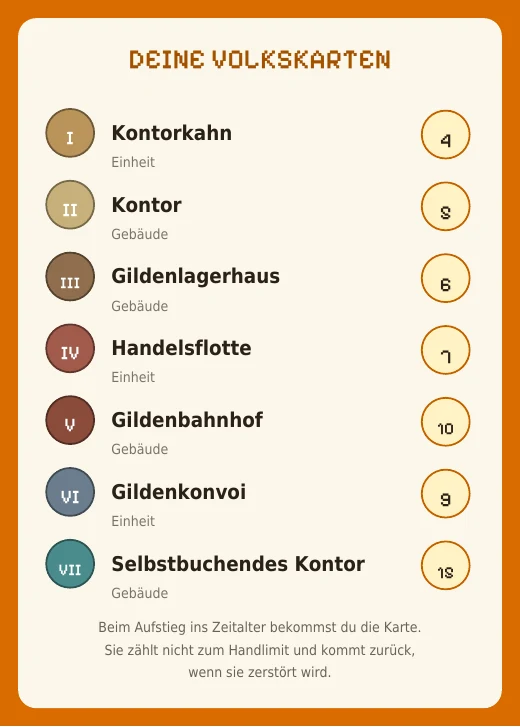 DEINE VOLKSKARTEN
I Kontorkahn 4
Einheit
II Kontor 5
Gebäude
III Gildenlagerhaus 6
Gebäude
IV Handelsflotte 7
Einheit
V Gildenbahnhof 10
Gebäude
VI Gildenkonvoi 9
Einheit
VII Selbstbuchendes Kontor 15
Gebäude
Beim Aufstieg ins Zeitalter bekommst du die Karte.
Sie zählt nicht zum Handlimit und kommt zurück,
wenn sie zerstört wird.